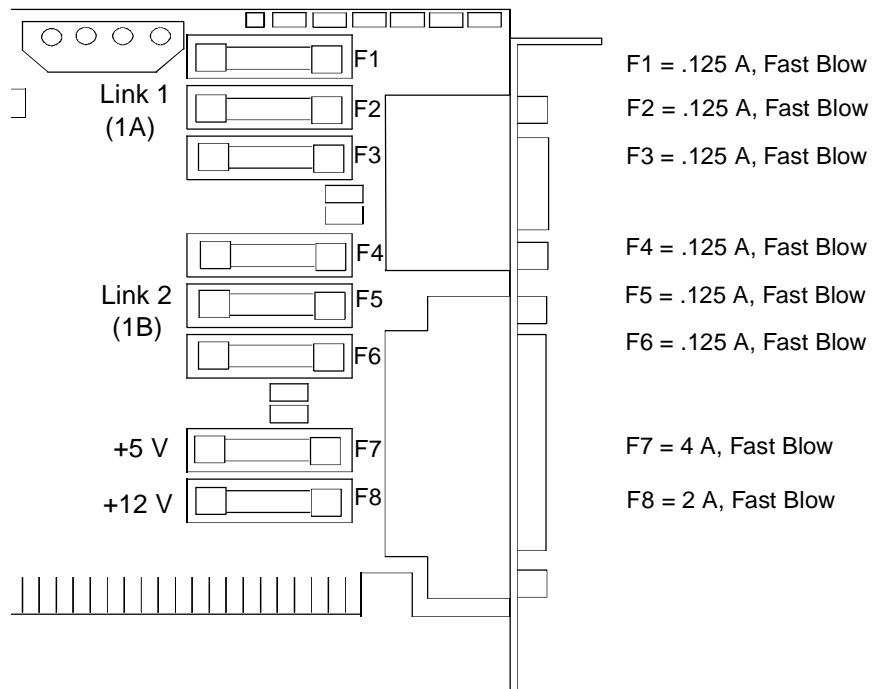 F1
F1 = .125 A, Fast Blow
Link 1
(1A)
F2
F2 = .125 A, Fast Blow
F3
F3 = .125 A, Fast Blow
F4
F4 = .125 A, Fast Blow
Link 2
(1B)
F5
F5 = .125 A, Fast Blow
F6
F6 = .125 A, Fast Blow
+5 V
F7
F7 = 4 A, Fast Blow
+12 V
F8
F8 = 2 A, Fast Blow